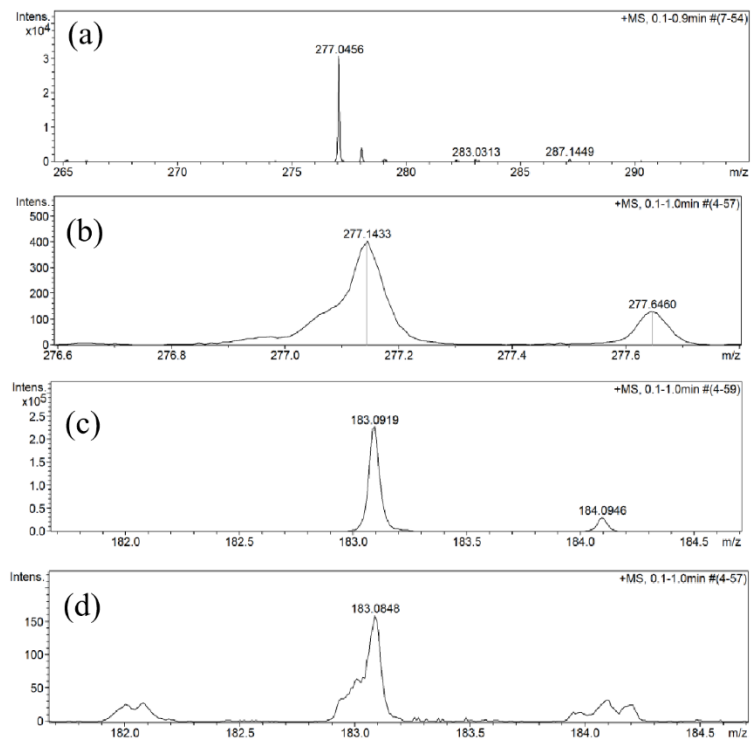 Intens.
x10⁴
+MS, 0.1-0.9min #(7-54)
(a)
277.0456
3
2
1
283.0313
287.1449
0
265
270
275
280
285
290
m/z
Intens.
+MS, 0.1-1.0min #(4-57)
(b)
500
400
300
200
100
0
277.1433
277.6460
276.6
276.8
277.0
277.2
277.4
277.6
m/z
Intens.
x10⁵
+MS, 0.1-1.0min #(4-59)
(c)
2.5
2.0
1.5
1.0
0.5
0.0
183.0919
184.0946
182.0
182.5
183.0
183.5
184.0
184.5
m/z
Intens.
+MS, 0.1-1.0min #(4-57)
(d)
183.0848
150
100
50
0
182.0
182.5
183.0
183.5
184.0
184.5
m/z